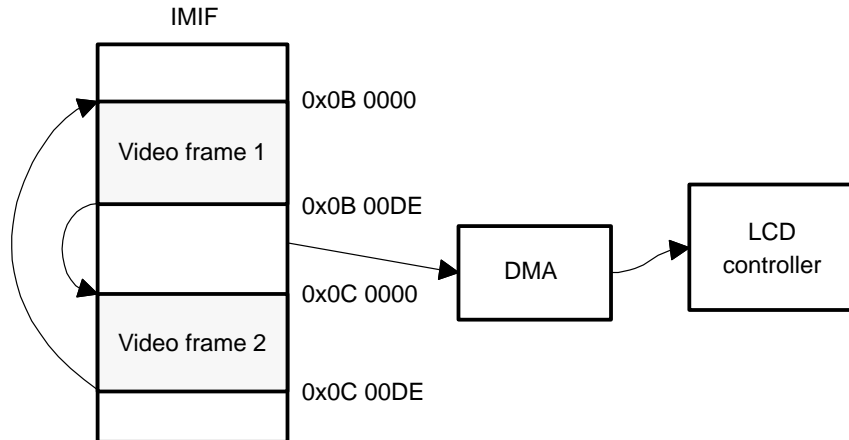 IMIF
0x0B 0000
Video frame 1
0x0B 00DE
DMA
LCD
controller
0x0C 0000
Video frame 2
0x0C 00DE